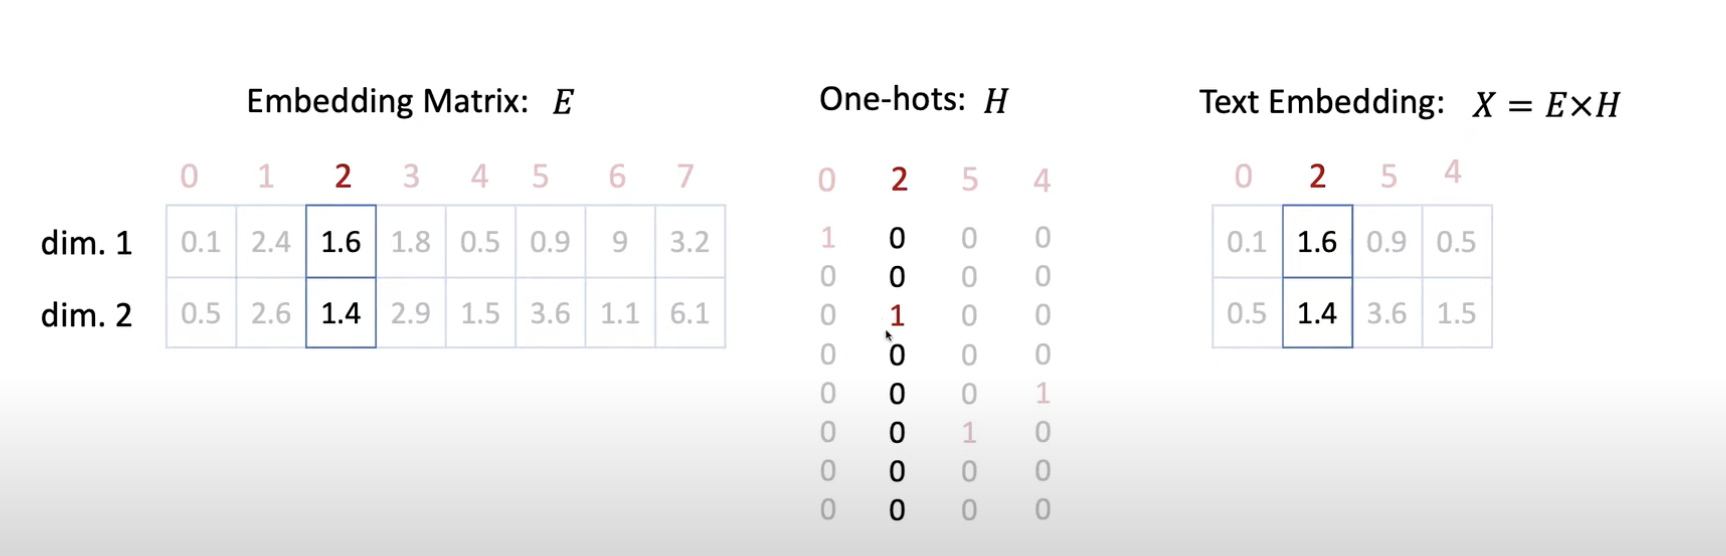 Embedding Matrix: E
0 1 2 3 4 5 6 7
dim. 1 0.1 2.4 1.6 1.8 0.5 0.9 9 3.2
dim. 2 0.5 2.6 1.4 2.9 1.5 3.6 1.1 6.1
One-hots: H
0 2 5 4
1 0 0 0
0 0 0 0
0 1 0 0
0 0 0 0
0 0 0 1
0 0 1 0
0 0 0 0
0 0 0 0
Text Embedding: X = E×H
0 2 5 4
0.1 1.6 0.9 0.5
0.5 1.4 3.6 1.5